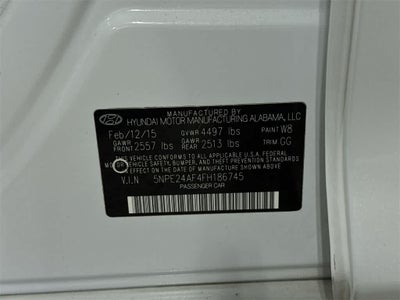 MANUFACTURED BY
HYUNDAI MOTOR MANUFACTURING ALABAMA, LLC
Feb/12/15 GVWR 4497 lbs PAINT W8
GAWR FRONT 2557 lbs GAWR REAR 2513 lbs TRIM GG
THIS VEHICLE CONFORMS TO ALL APPLICABLE U.S. FEDERAL
MOTOR VEHICLE SAFETY, BUMPER, AND THEFT PREVENTION
STANDARDS IN EFFECT ON THE DATE OF MANUFACTURE SHOWN ABOVE.
V.I.N 5NPE24AF4FH186745
PASSENGER CAR